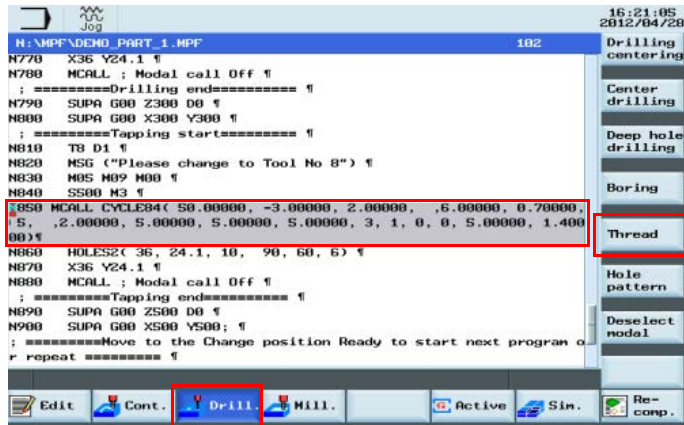 Jog
16:21:05
2012/04/28
N:\MPF\DEMO_PART_1.MPF 102
N770 X36 Y24.1 ¶
N780 MCALL ; Modal call Off ¶
; =========Drilling end========== ¶
N790 SUPA G00 Z300 D0 ¶
N800 SUPA G00 X300 Y300 ¶
; =========Tapping start========= ¶
N810 T8 D1 ¶
N820 MSG ("Please change to Tool No 8") ¶
N830 M05 M09 M00 ¶
N840 S500 M3 ¶
N850 MCALL CYCLE84( 50.00000, -3.00000, 2.00000, ,6.00000, 0.70000,
5, ,2.00000, 5.00000, 5.00000, 5.00000, 3, 1, 0, 0, 5.00000, 1.400
00)¶
N860 HOLES2( 36, 24.1, 10, 90, 60, 6) ¶
N870 X36 Y24.1 ¶
N880 MCALL ; Modal call Off ¶
; =========Tapping end========== ¶
N890 SUPA G00 Z500 D0 ¶
N900 SUPA G00 X500 Y500; ¶
; =========Move to the Change position Ready to start next program o
r repeat ========= ¶
Drilling
centering
Center
drilling
Deep hole
drilling
Boring
Thread
Hole
pattern
Deselect
modal
Edit Cont. Drill. Mill. Active Sim. Re-
comp.